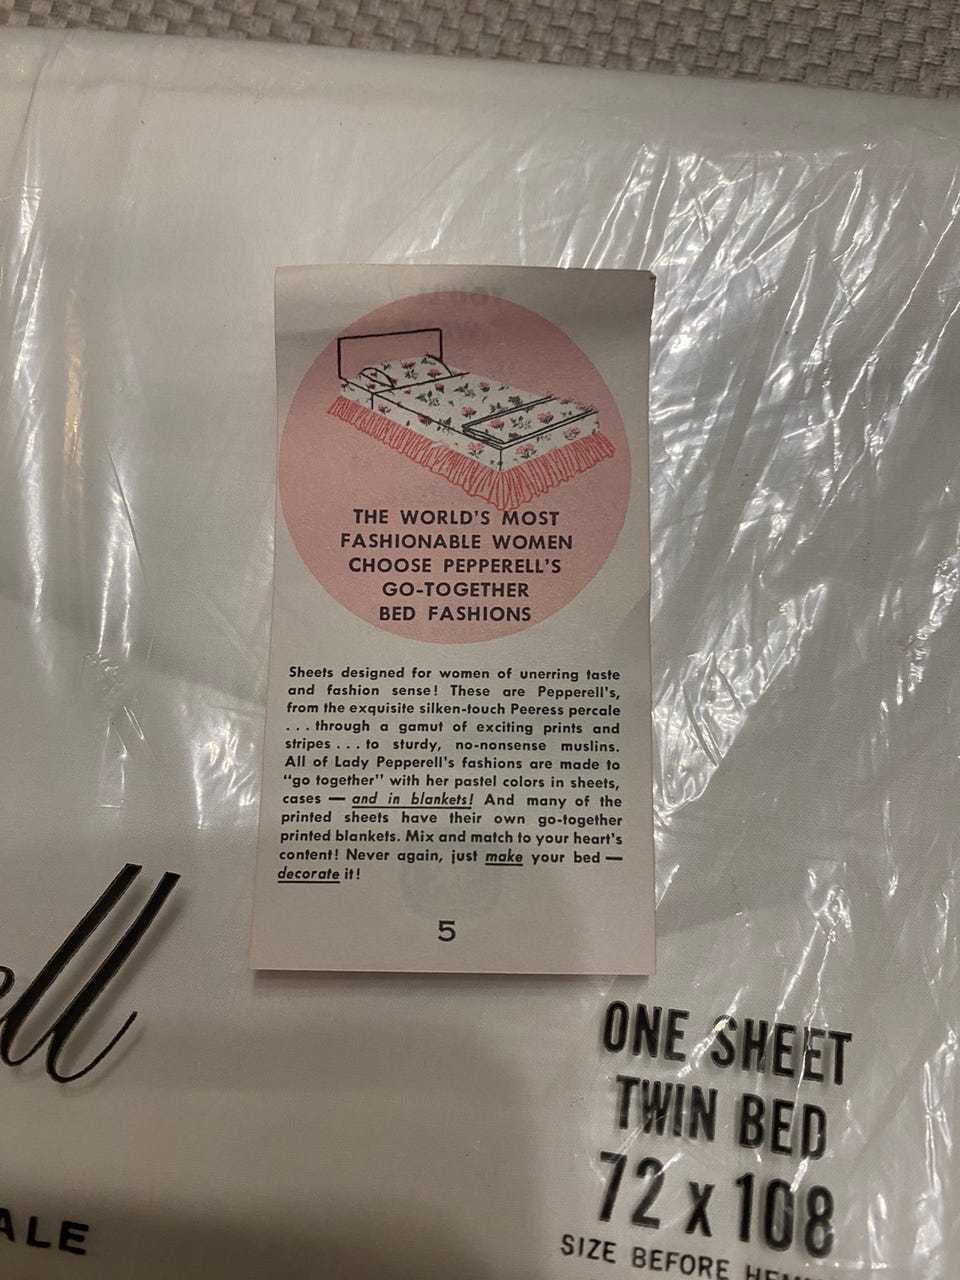 THE WORLD'S MOST
FASHIONABLE WOMEN
CHOOSE PEPPERELL'S
GO-TOGETHER
BED FASHIONS
Sheets designed for women of unerring taste
and fashion sense! These are Pepperell's,
from the exquisite silken-touch Peeress percale
. . . through a gamut of exciting prints and
stripes . . . to sturdy, no-nonsense muslins.
All of Lady Pepperell's fashions are made to
"go together" with her pastel colors in sheets,
cases — and in blankets! And many of the
printed sheets have their own go-together
printed blankets. Mix and match to your heart's
content! Never again, just make your bed —
decorate it!
5
ell
ALE
ONE SHEET
TWIN BED
72 x 108
SIZE BEFORE